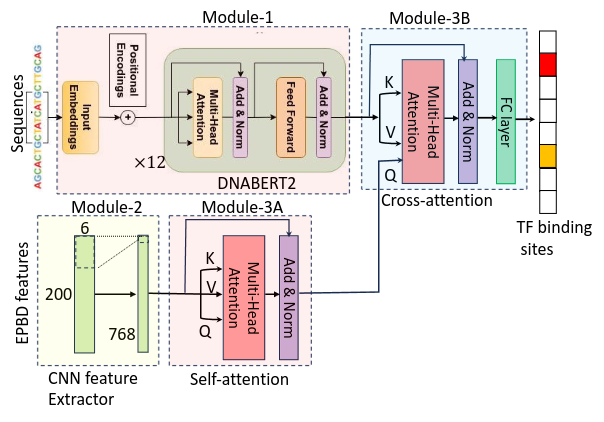 Module-1
Module-3B
Sequences
AGCACTGCTATCATGCTTGCAG
Input
Embeddings
Positional
Encodings
+
Multi-Head
Attention
Add & Norm
Feed Forward
Add & Norm
×12
DNABERT2
K
V
Q
Multi-Head
Attention
Add & Norm
FC layer
Cross-attention
TF binding
sites
Module-2
Module-3A
EPBD features
6
200
768
CNN feature
Extractor
K
V
Q
Multi-Head
Attention
Add & Norm
Self-attention